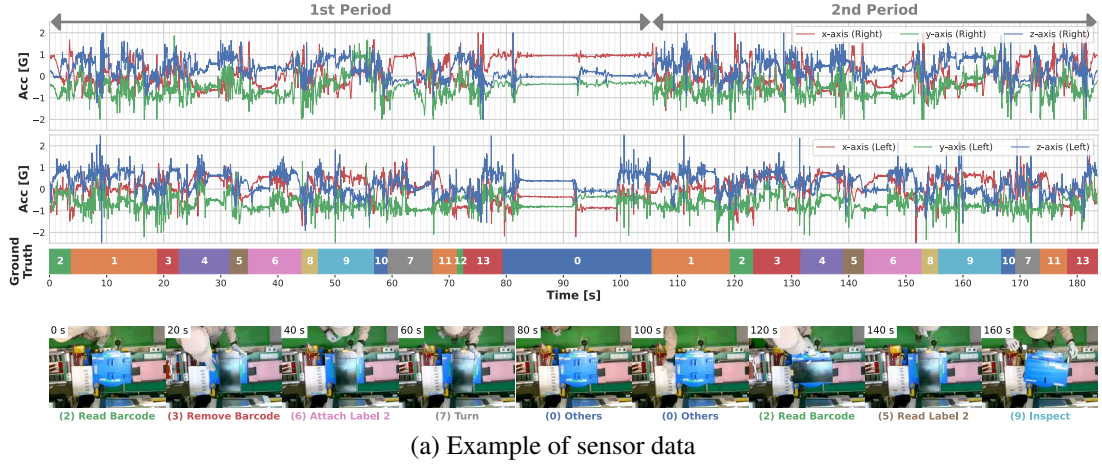 1st Period 2nd Period
2 x-axis (Right) y-axis (Right) z-axis (Right)
1
0
-1
-2
Acc [G]
2 x-axis (Left) y-axis (Left) z-axis (Left)
1
0
-1
-2
Acc [G]
Ground Truth
2 1 3 4 5 6 8 9 10 7 11 12 13 0 1 2 3 4 5 6 8 9 10 7 11 13
0 10 20 30 40 50 60 70 80 90 100 110 120 130 140 150 160 170 180
Time [s]
0 s 20 s 40 s 60 s 80 s 100 s 120 s 140 s 160 s
(2) Read Barcode (3) Remove Barcode (6) Attach Label 2 (7) Turn (0) Others (0) Others (2) Read Barcode (5) Read Label 2 (9) Inspect
(a) Example of sensor data